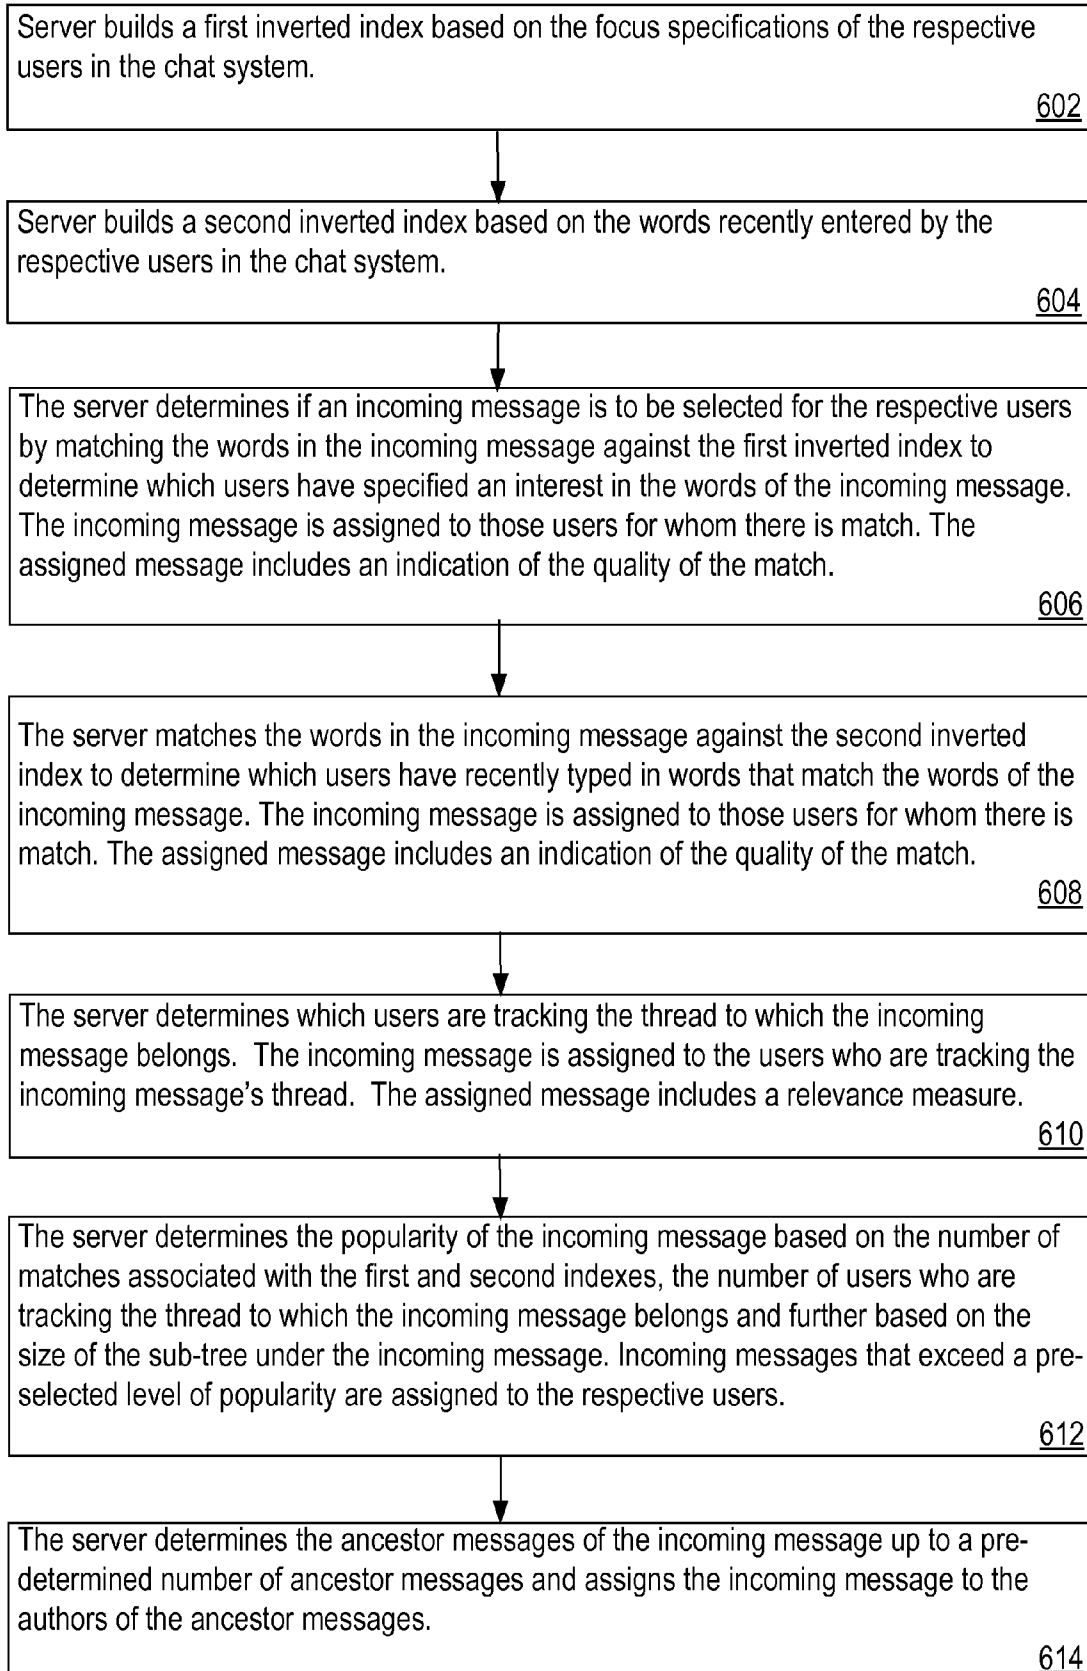 Server builds a first inverted index based on the focus specifications of the respective
users in the chat system.
602
Server builds a second inverted index based on the words recently entered by the
respective users in the chat system.
604
The server determines if an incoming message is to be selected for the respective users
by matching the words in the incoming message against the first inverted index to
determine which users have specified an interest in the words of the incoming message.
The incoming message is assigned to those users for whom there is match. The
assigned message includes an indication of the quality of the match.
606
The server matches the words in the incoming message against the second inverted
index to determine which users have recently typed in words that match the words of the
incoming message. The incoming message is assigned to those users for whom there is
match. The assigned message includes an indication of the quality of the match.
608
The server determines which users are tracking the thread to which the incoming
message belongs. The incoming message is assigned to the users who are tracking the
incoming message's thread. The assigned message includes a relevance measure.
610
The server determines the popularity of the incoming message based on the number of
matches associated with the first and second indexes, the number of users who are
tracking the thread to which the incoming message belongs and further based on the
size of the sub-tree under the incoming message. Incoming messages that exceed a pre-
selected level of popularity are assigned to the respective users.
612
The server determines the ancestor messages of the incoming message up to a pre-
determined number of ancestor messages and assigns the incoming message to the
authors of the ancestor messages.
614